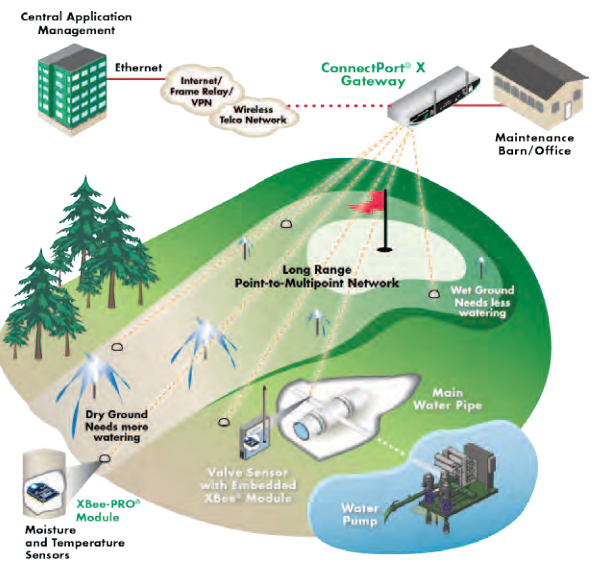 Central Application
Management
Ethernet
Internet/
Frame Relay/
VPN
Wireless
Telco Network
ConnectPort® X
Gateway
Maintenance
Barn/Office
Long Range
Point-to-Multipoint Network
Wet Ground
Needs less
watering
Dry Ground
Needs more
watering
Main
Water Pipe
Valve Sensor
with Embedded
XBee® Module
Water
Pump
XBee-PRO®
Module
Moisture
and Temperature
Sensors